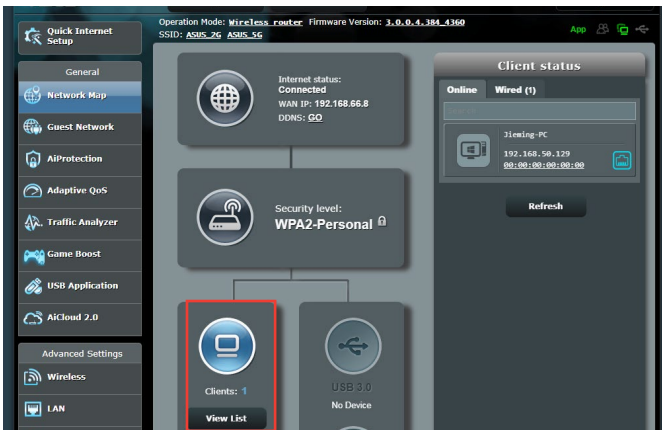 Quick Internet
Setup
General
Network Map
Guest Network
AiProtection
Adaptive QoS
Traffic Analyzer
Game Boost
USB Application
AiCloud 2.0
Advanced Settings
Wireless
LAN
Operation Mode: Wireless router Firmware Version: 3.0.0.4.384_4360
SSID: ASUS_2G ASUS_5G
App
Internet status:
Connected
WAN IP: 192.168.66.8
DDNS: GO
Security level:
WPA2-Personal
Clients: 1
View List
USB 3.0
No Device
Client status
Online Wired (1)
Jieming-PC
192.168.50.129
00:00:00:00:00:00
Refresh